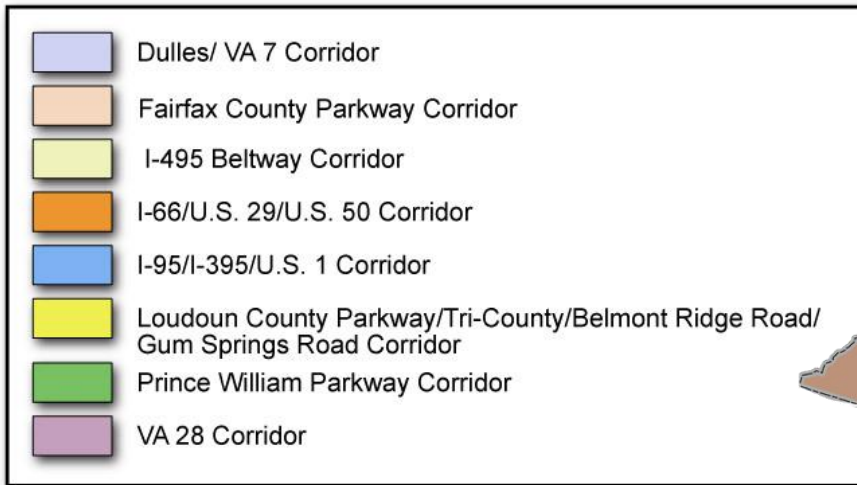 Dulles/ VA 7 Corridor
Fairfax County Parkway Corridor
I-495 Beltway Corridor
I-66/U.S. 29/U.S. 50 Corridor
I-95/I-395/U.S. 1 Corridor
Loudoun County Parkway/Tri-County/Belmont Ridge Road/
Gum Springs Road Corridor
Prince William Parkway Corridor
VA 28 Corridor